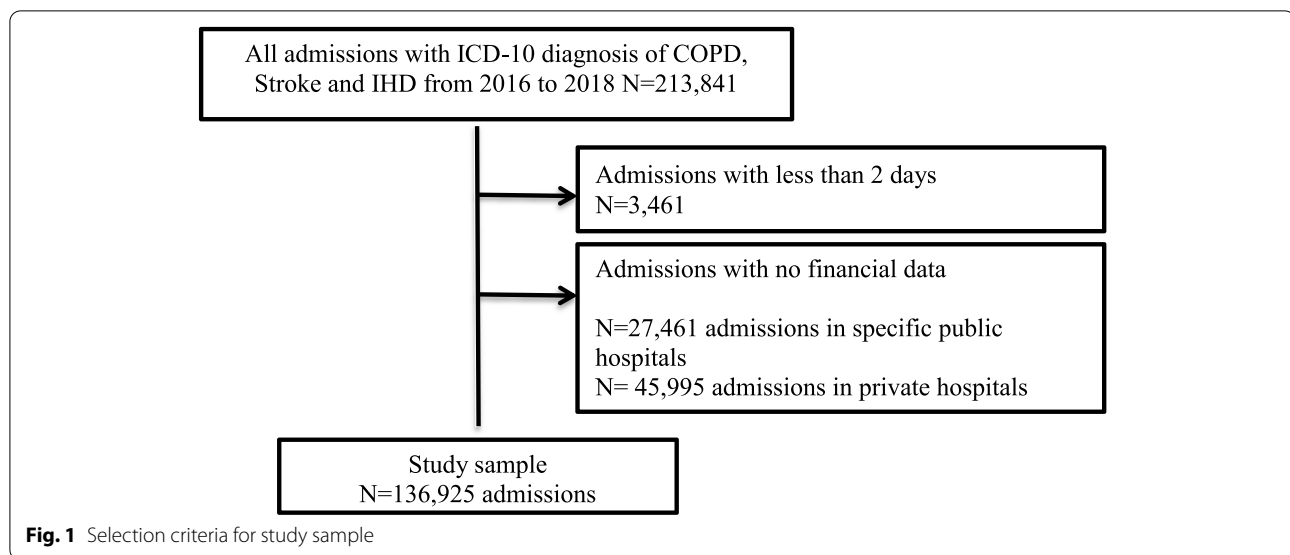 All admissions with ICD-10 diagnosis of COPD,
Stroke and IHD from 2016 to 2018 N=213,841
Admissions with less than 2 days
N=3,461
Admissions with no financial data
N=27,461 admissions in specific public
hospitals
N= 45,995 admissions in private hospitals
Study sample
N=136,925 admissions
Fig. 1 Selection criteria for study sample